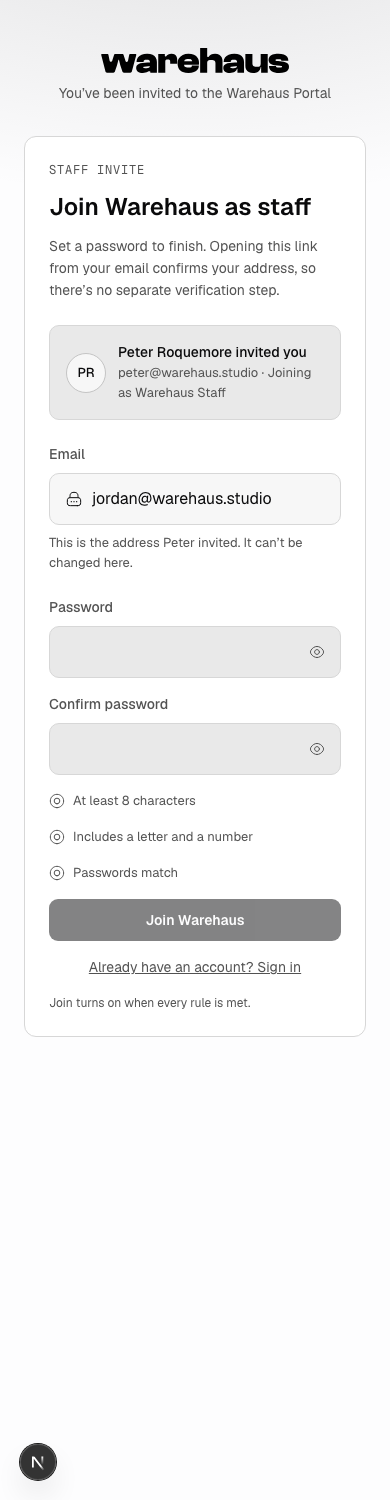 warehaus
You’ve been invited to the Warehaus Portal
STAFF INVITE
Join Warehaus as staff
Set a password to finish. Opening this link
from your email confirms your address, so
there’s no separate verification step.
PR
Peter Roquemore invited you
peter@warehaus.studio · Joining
as Warehaus Staff
Email
jordan@warehaus.studio
This is the address Peter invited. It can’t be
changed here.
Password
Confirm password
At least 8 characters
Includes a letter and a number
Passwords match
Join Warehaus
Already have an account? Sign in
Join turns on when every rule is met.
N